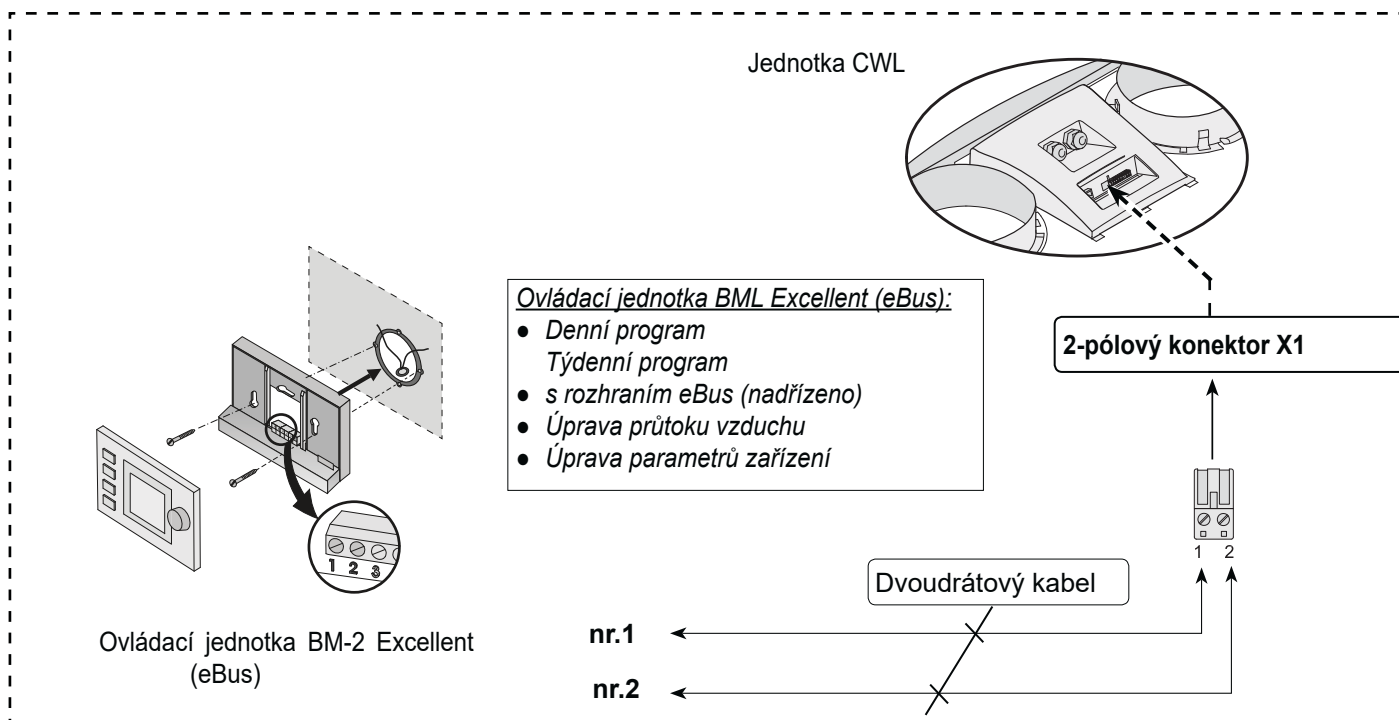 Jednotka CWL
Ovládací jednotka BML Excellent (eBus):
● Denní program
Týdenní program
● s rozhraním eBus (nadřízeno)
● Úprava průtoku vzduchu
● Úprava parametrů zařízení
2-pólový konektor X1
1 2
1 2 3
Dvoudrátový kabel
Ovládací jednotka BM-2 Excellent
(eBus)
nr.1
nr.2